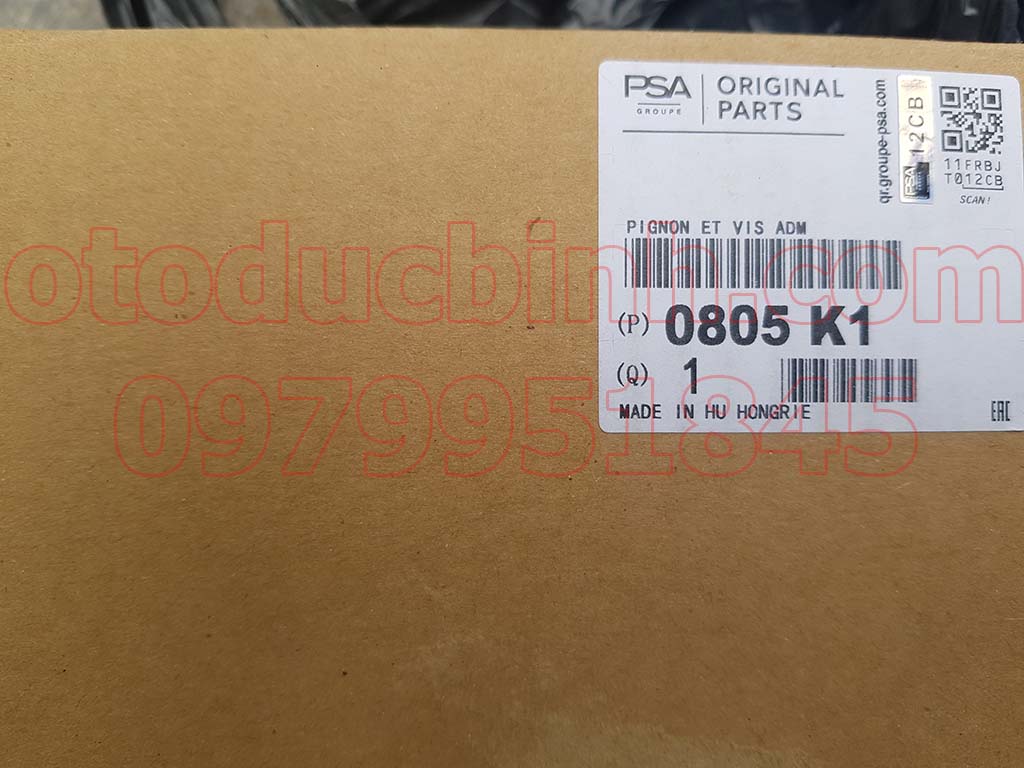 PSA
GROUPE
ORIGINAL
PARTS
qr.groupe-psa.com
PSA
12CB
11FRBJ
T012CB
SCAN!
PIGNON ET VIS ADM
otoducbinh.com
(P) 0805 K1
(Q) 1
0979951845
MADE IN HU HONGRIE
EAC